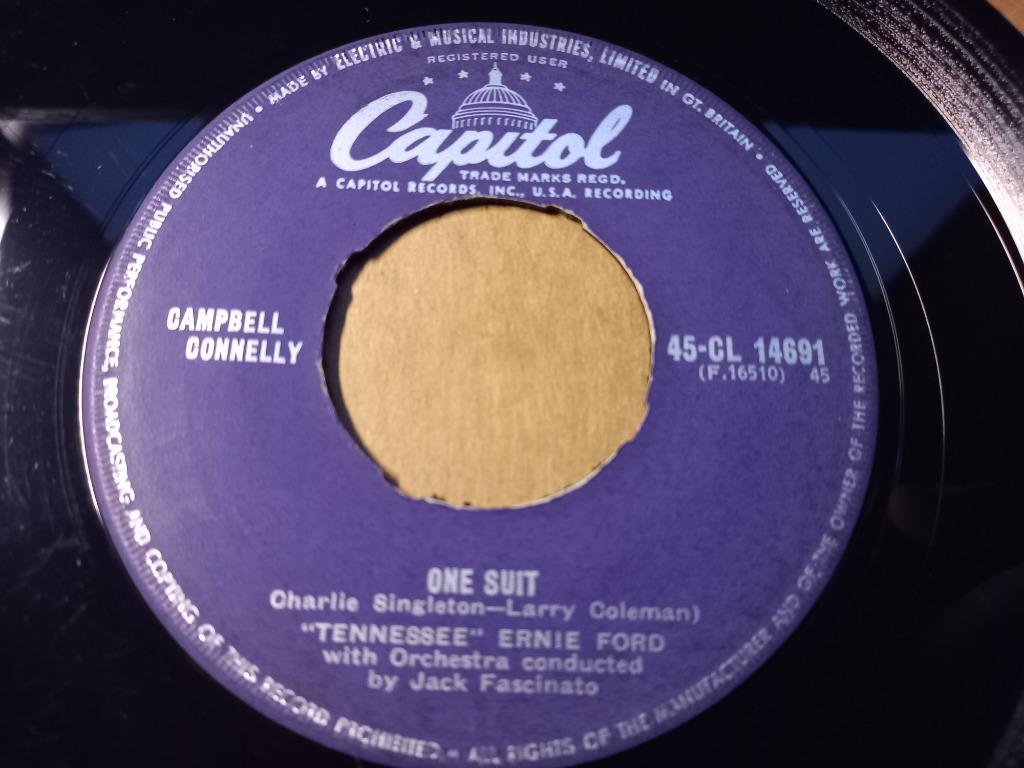 MADE BY ELECTRIC & MUSICAL INDUSTRIES, LIMITED IN GT. BRITAIN •
REGISTERED USER
Capitol
TRADE MARKS REGD.
A CAPITOL RECORDS, INC., U.S.A. RECORDING
CAMPBELL
CONNELLY
45-CL 14691
(F.16510) 45
ONE SUIT
Charlie Singleton—Larry Coleman)
"TENNESSEE" ERNIE FORD
with Orchestra conducted
by Jack Fascinato
ALL RIGHTS OF THE MANUFACTURER AND OF THE OWNER OF THE RECORDED WORK ARE RESERVED •
UNAUTHORISED PUBLIC PERFORMANCE, BROADCASTING AND COPYING OF THIS RECORD PROHIBITED. -